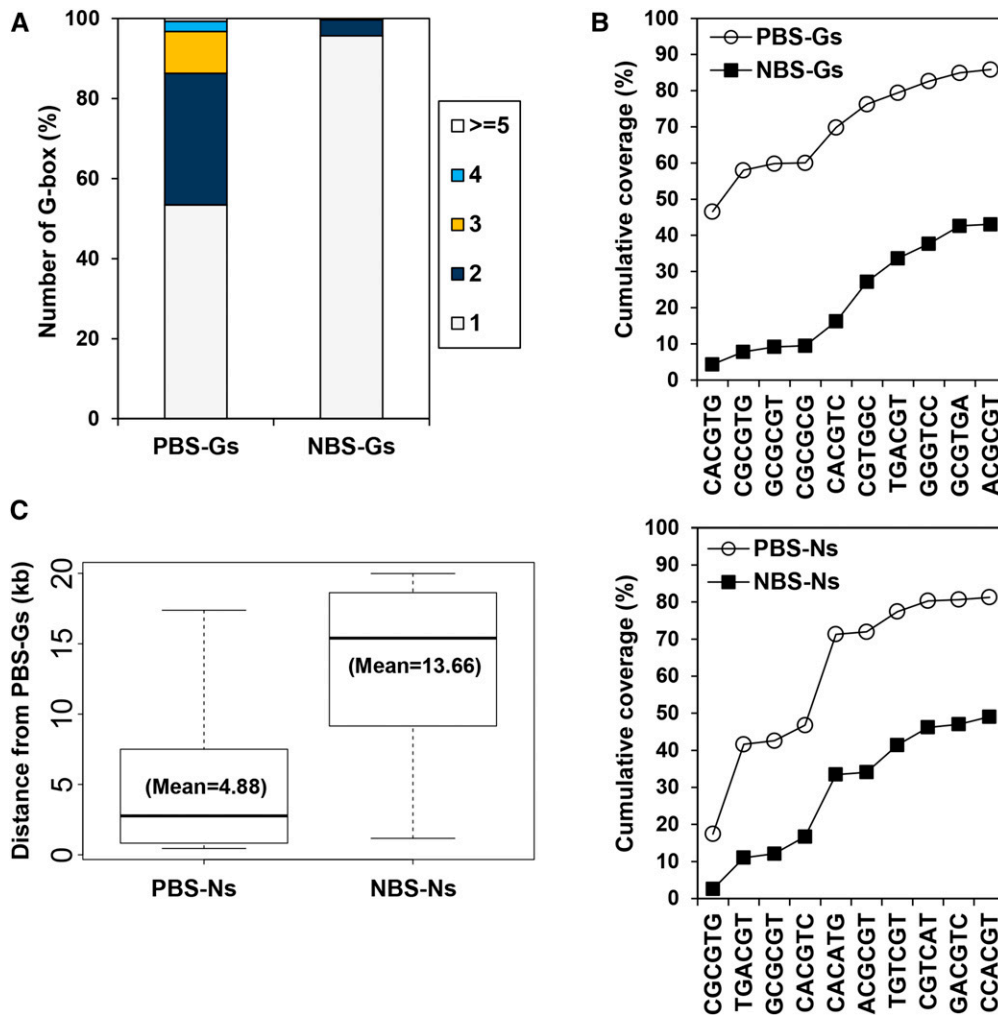 A
Number of G-box (%)
100
80
60
40
20
0
PBS-Gs
NBS-Gs
>=5
4
3
2
1
B
Cumulative coverage (%)
100
90
80
70
60
50
40
30
20
10
0
PBS-Gs
NBS-Gs
CACGTG
CGCGTG
GCGCGT
CGCGCG
CACGTC
CGTGGC
TGACGT
GGGTCC
GCGTGA
ACGCGT
C
Distance from PBS-Gs (kb)
20
15
10
5
0
(Mean=4.88)
(Mean=13.66)
PBS-Ns
NBS-Ns
Cumulative coverage (%)
100
90
80
70
60
50
40
30
20
10
0
PBS-Ns
NBS-Ns
CGCGTG
TGACGT
GCGCGT
CACGTC
CACATG
ACGCGT
TGTCGT
CGTCAT
GACGTC
CCACGT